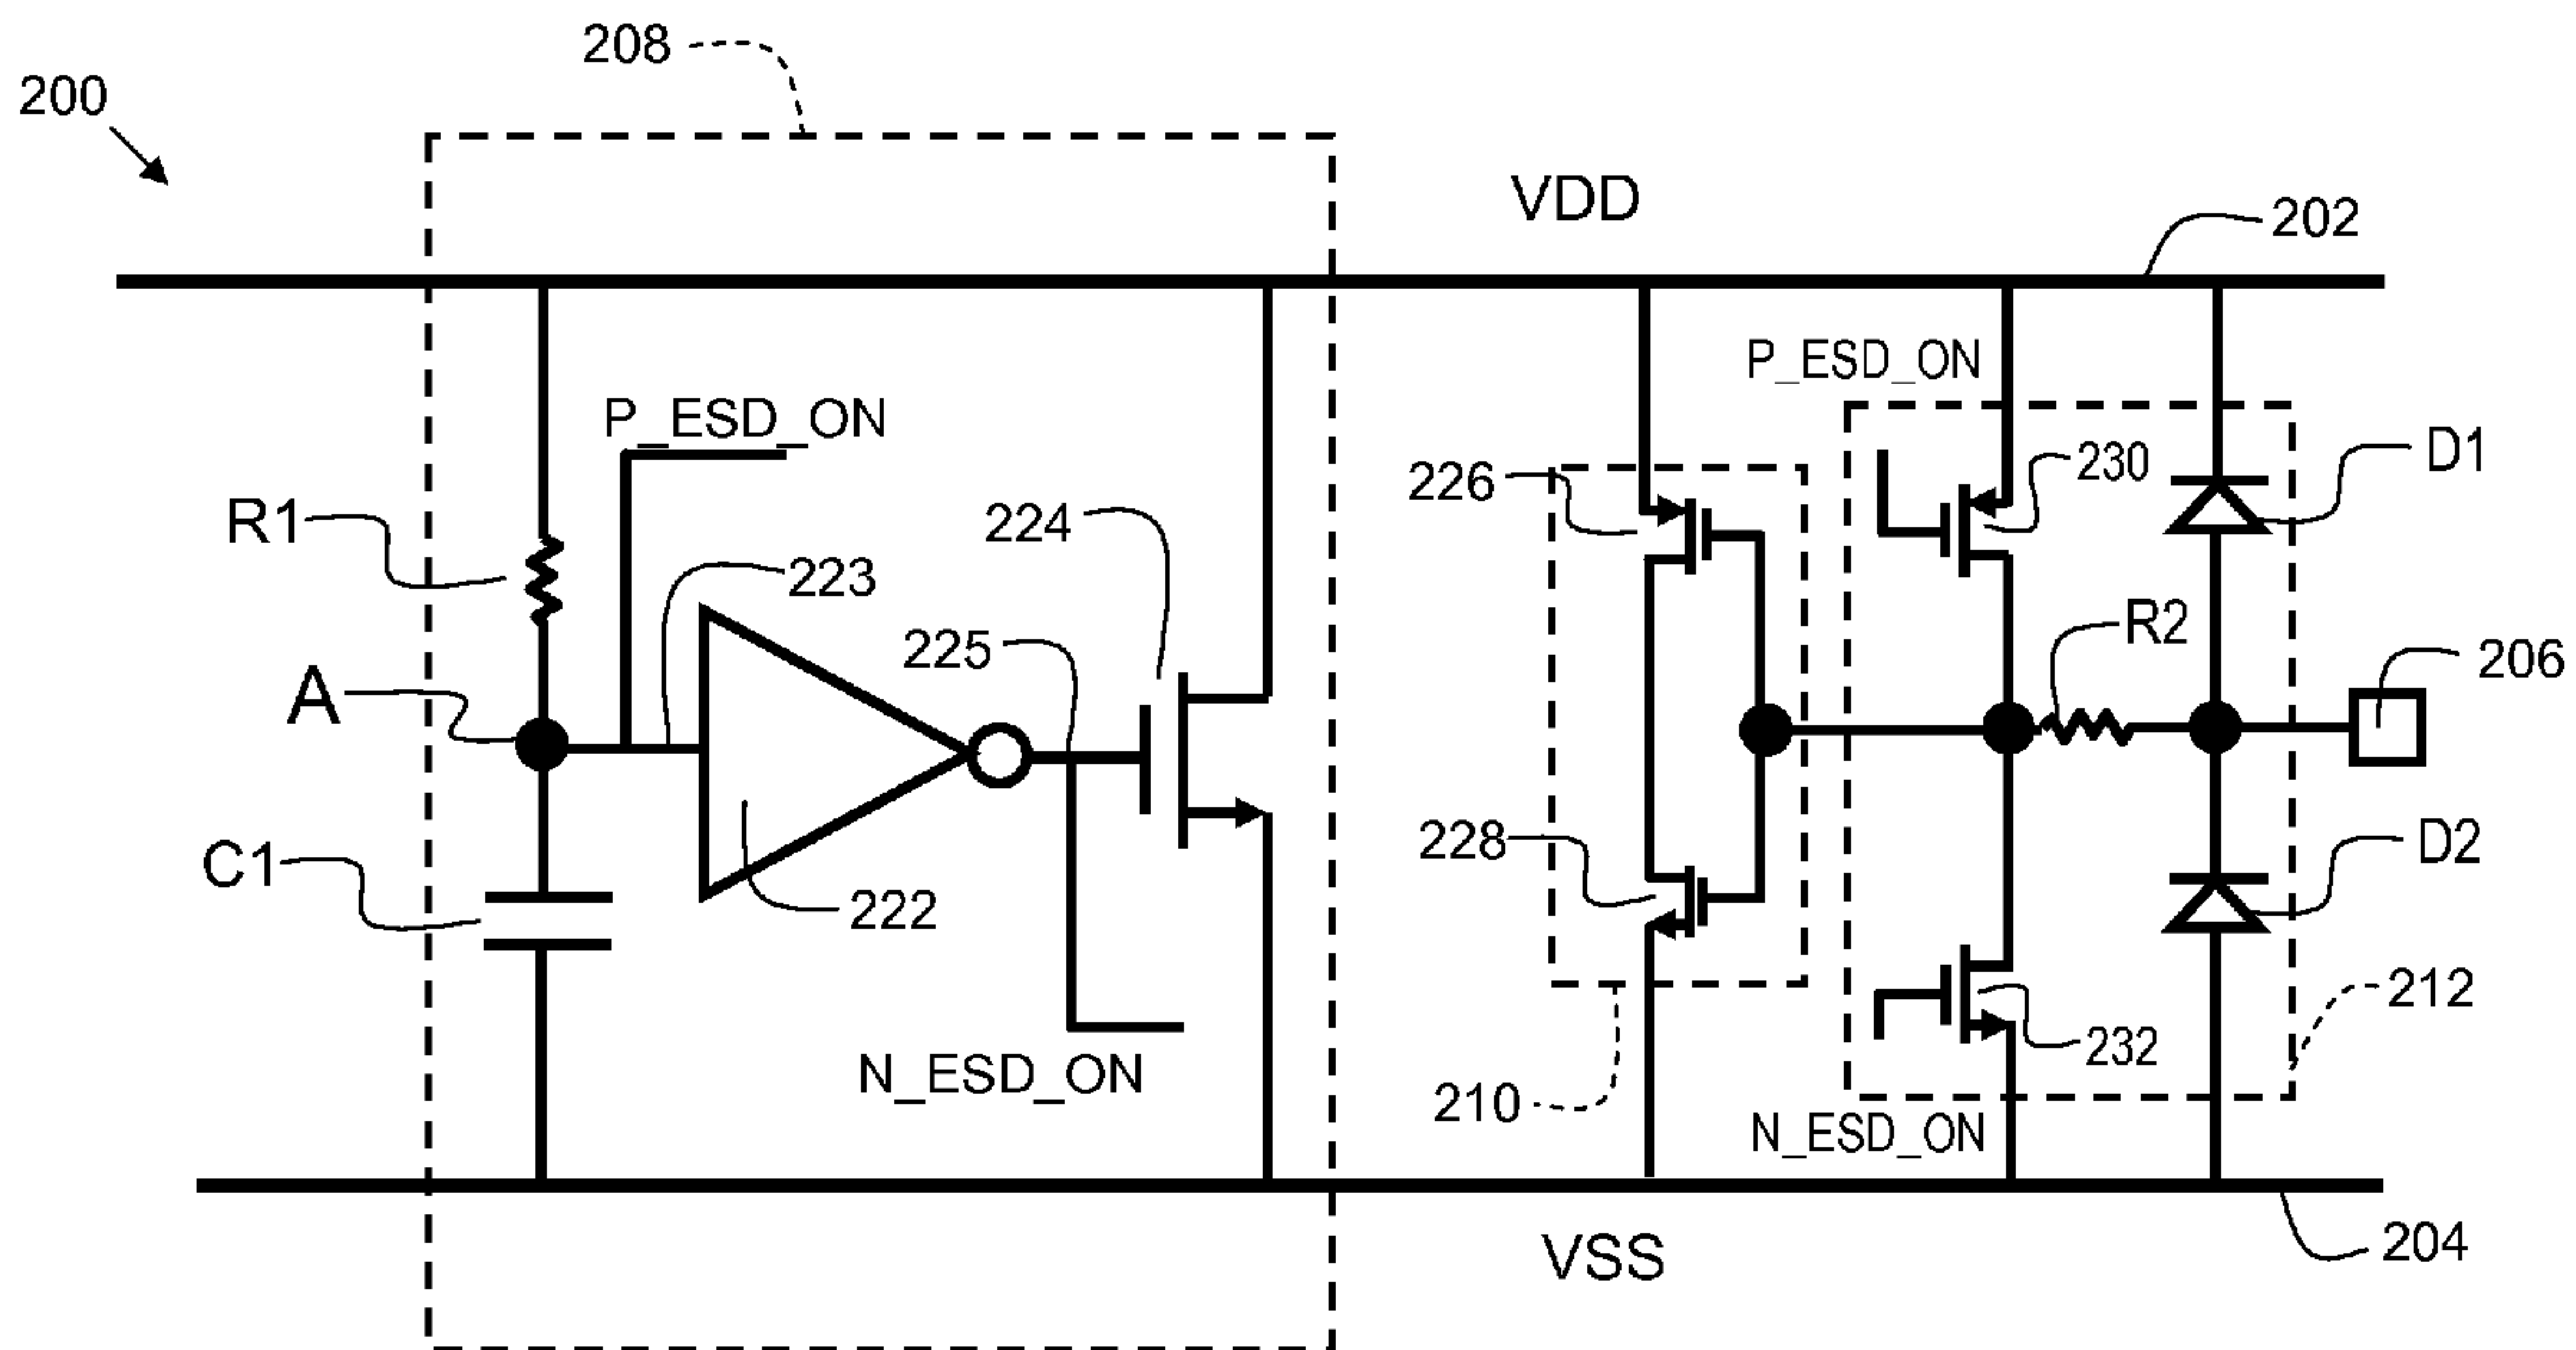 208
200
VDD
202
P_ESD_ON
P_ESD_ON
D1
226
230
R1
224
223
R2
225
206
A
228
D2
C1
222
212
232
N_ESD_ON
210
N_ESD_ON
VSS
204